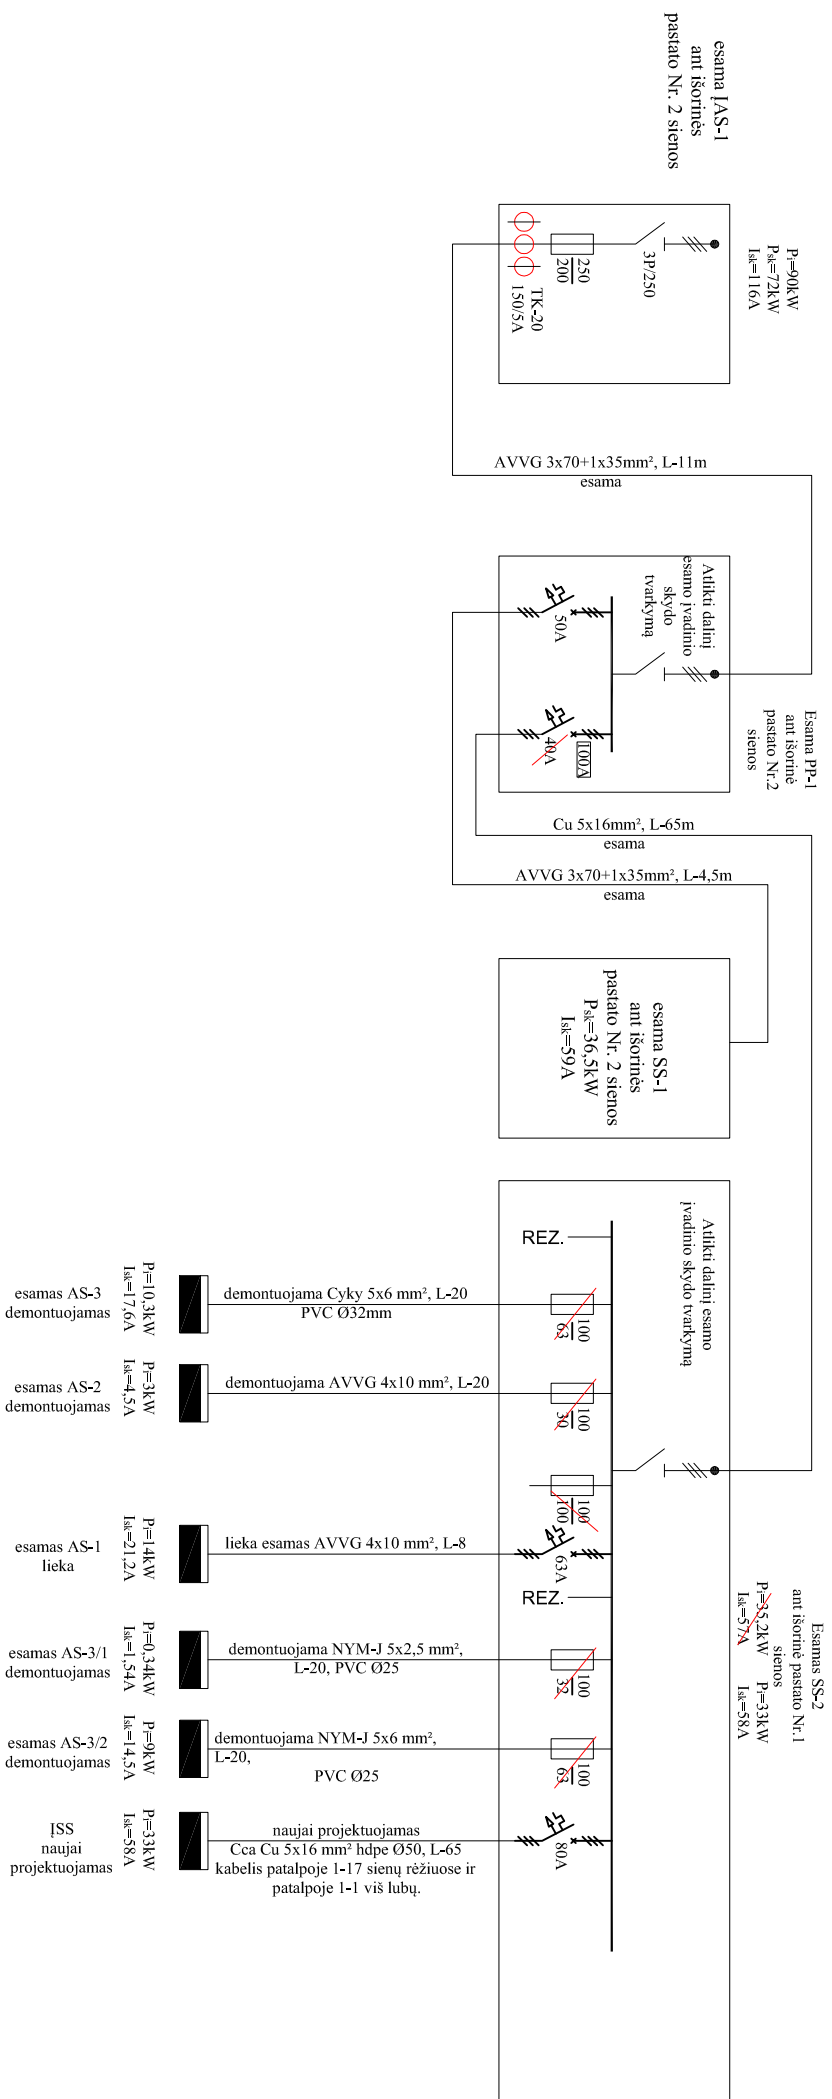 esama ĮAS-1
ant išorinės
pastato Nr. 2 sienos
Pi=90kW
Psk=72kW
Isk=116A
3P/250
250
200
TK-20
150/5A
AVVG 3x70+1x35mm², L-11m
esama
Esama PP-1
ant išorinė
pastato Nr.2
sienos
Atlikti dalinį
esamo įvadinio
skydo
tvarkymą
50A
40A
100A
Cu 5x16mm², L-65m
esama
AVVG 3x70+1x35mm², L-4,5m
esama
esama SS-1
ant išorinės
pastato Nr. 2 sienos
Psk=36,5kW
Isk=59A
Esamas SS-2
ant išorinė pastato Nr.1
sienos
Pi=35,2kW
Isk=57A
Pi=33kW
Isk=58A
Atlikti dalinį esamo
įvadinio skydo tvarkymą
REZ.
100
63
demontuojama Cyky 5x6 mm², L-20
PVC Ø32mm
Pi=10,3kW
Isk=17,6A
esamas AS-3
demontuojamas
100
30
demontuojama AVVG 4x10 mm², L-20
Pi=3kW
Isk=4,5A
esamas AS-2
demontuojamas
100
100
63A
lieka esamas AVVG 4x10 mm², L-8
Pi=14kW
Isk=21,2A
esamas AS-1
lieka
REZ.
100
32
demontuojama NYM-J 5x2,5 mm²,
L-20, PVC Ø25
Pi=0,34kW
Isk=1,54A
esamas AS-3/1
demontuojamas
100
63
demontuojama NYM-J 5x6 mm²,
L-20,
PVC Ø25
Pi=9kW
Isk=14,5A
esamas AS-3/2
demontuojamas
80A
naujai projektuojamas
Cca Cu 5x16 mm² hdpe Ø50, L-65
kabelis patalpoje 1-17 sienų rėžiuose ir
patalpoje 1-1 viš lubų.
Pi=33kW
Isk=58A
ĮSS
naujai
projektuojamas